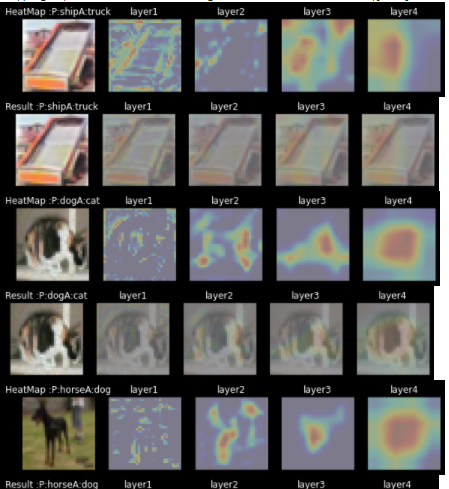 HeatMap :P:shipA:truck layer1 layer2 layer3 layer4
Result :P:shipA:truck layer1 layer2 layer3 layer4
HeatMap :P:dogA:cat layer1 layer2 layer3 layer4
Result :P:dogA:cat layer1 layer2 layer3 layer4
HeatMap :P:horseA:dog layer1 layer2 layer3 layer4
Result :P:horseA:dog layer1 layer2 layer3 layer4